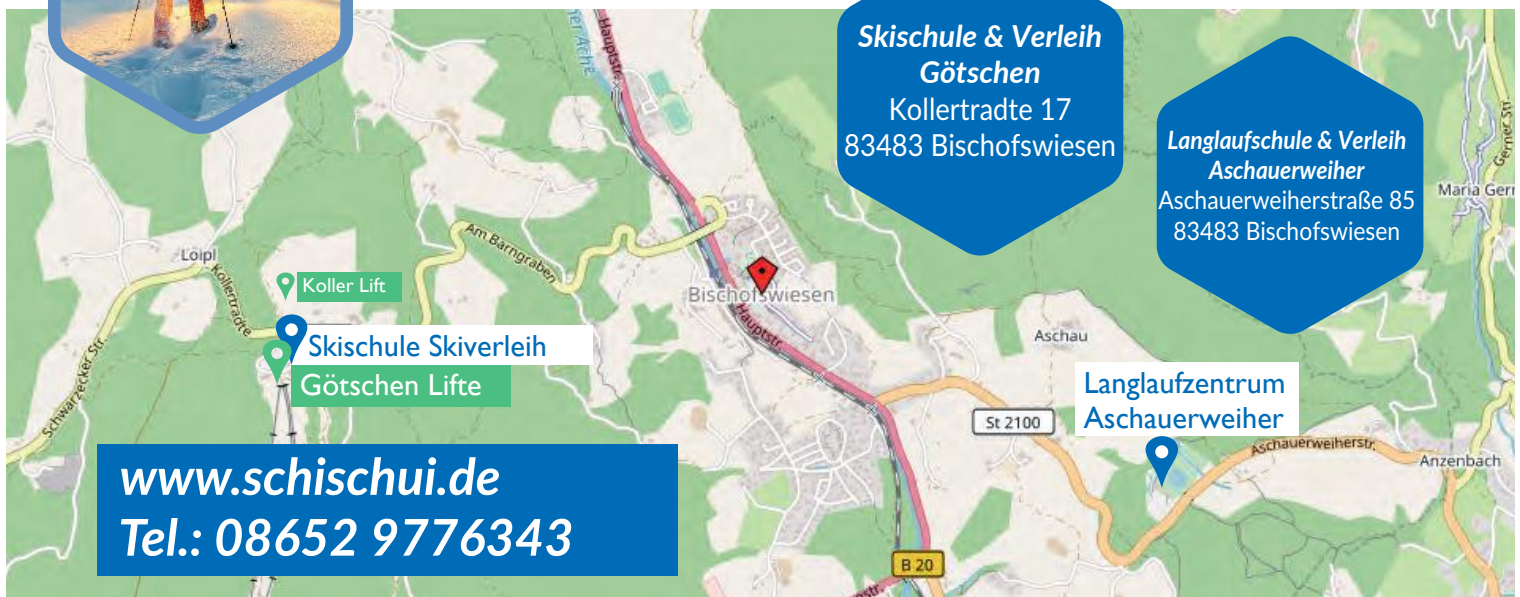 Skischule & Verleih
Götschen
Kollertradte 17
83483 Bischofswiesen
Langlaufschule & Verleih
Aschauerweiher
Aschauerweiherstraße 85
83483 Bischofswiesen
Hauptstr.
Gerner Str.
Maria Gern
Loipl
Kollertradte
Am Barngraben
Koller Lift
Skischule Skiverleih
Götschen Lifte
Bischofswiesen
Hauptstr.
Aschau
Schwarzecker Str.
Langlaufzentrum
Aschauerweiher
St 2100
Aschauerweiherstr.
Anzenbach
www.schischui.de
Tel.: 08652 9776343
B 20